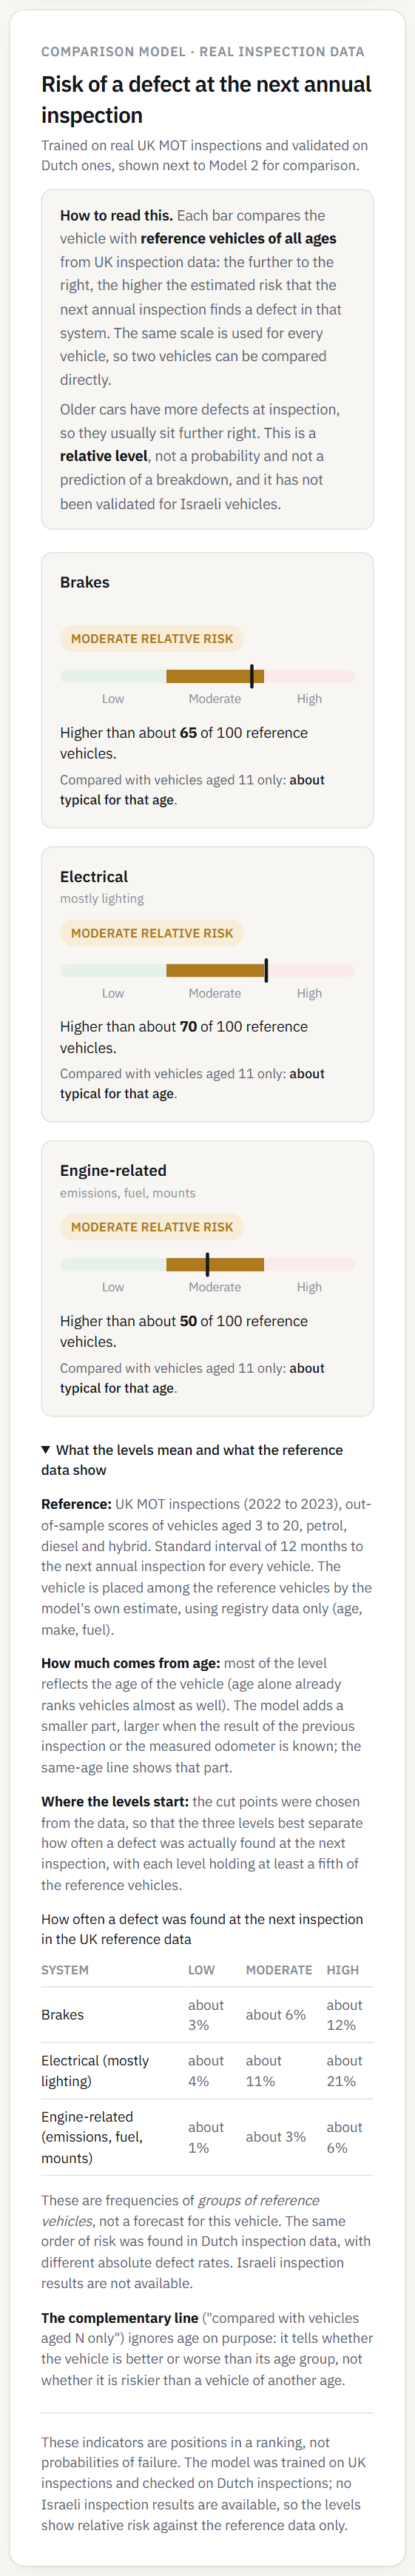 COMPARISON MODEL · REAL INSPECTION DATA
Risk of a defect at the next annual
inspection
Trained on real UK MOT inspections and validated on
Dutch ones, shown next to Model 2 for comparison.
How to read this. Each bar compares the
vehicle with reference vehicles of all ages
from UK inspection data: the further to the
right, the higher the estimated risk that the
next annual inspection finds a defect in that
system. The same scale is used for every
vehicle, so two vehicles can be compared
directly.
Older cars have more defects at inspection,
so they usually sit further right. This is a
relative level, not a probability and not a
prediction of a breakdown, and it has not
been validated for Israeli vehicles.
Brakes
MODERATE RELATIVE RISK
Low Moderate High
Higher than about 65 of 100 reference
vehicles.
Compared with vehicles aged 11 only: about
typical for that age.
Electrical
mostly lighting
MODERATE RELATIVE RISK
Low Moderate High
Higher than about 70 of 100 reference
vehicles.
Compared with vehicles aged 11 only: about
typical for that age.
Engine-related
emissions, fuel, mounts
MODERATE RELATIVE RISK
Low Moderate High
Higher than about 50 of 100 reference
vehicles.
Compared with vehicles aged 11 only: about
typical for that age.
▼ What the levels mean and what the reference
data show
Reference: UK MOT inspections (2022 to 2023), out-
of-sample scores of vehicles aged 3 to 20, petrol,
diesel and hybrid. Standard interval of 12 months to
the next annual inspection for every vehicle. The
vehicle is placed among the reference vehicles by the
model's own estimate, using registry data only (age,
make, fuel).
How much comes from age: most of the level
reflects the age of the vehicle (age alone already
ranks vehicles almost as well). The model adds a
smaller part, larger when the result of the previous
inspection or the measured odometer is known; the
same-age line shows that part.
Where the levels start: the cut points were chosen
from the data, so that the three levels best separate
how often a defect was actually found at the next
inspection, with each level holding at least a fifth of
the reference vehicles.
How often a defect was found at the next inspection
in the UK reference data
SYSTEM LOW MODERATE HIGH
Brakes about 3% about 6% about 12%
Electrical (mostly lighting) about 4% about 11% about 21%
Engine-related (emissions, fuel, mounts) about 1% about 3% about 6%
These are frequencies of groups of reference
vehicles, not a forecast for this vehicle. The same
order of risk was found in Dutch inspection data, with
different absolute defect rates. Israeli inspection
results are not available.
The complementary line ("compared with vehicles
aged N only") ignores age on purpose: it tells whether
the vehicle is better or worse than its age group, not
whether it is riskier than a vehicle of another age.
These indicators are positions in a ranking, not
probabilities of failure. The model was trained on UK
inspections and checked on Dutch inspections; no
Israeli inspection results are available, so the levels
show relative risk against the reference data only.